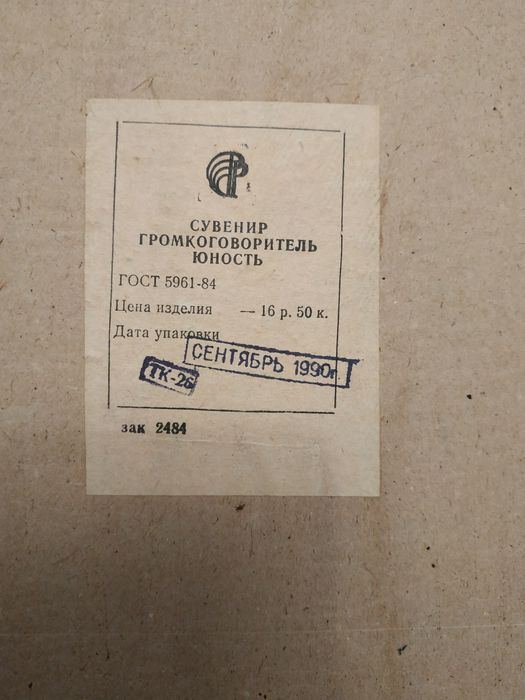 СУВЕНИР
ГРОМКОГОВОРИТЕЛЬ
ЮНОСТЬ
ГОСТ 5961-84
Цена изделия — 16 р. 50 к.
Дата упаковки
СЕНТЯБРЬ 1990г.
ТК-26
зак 2484